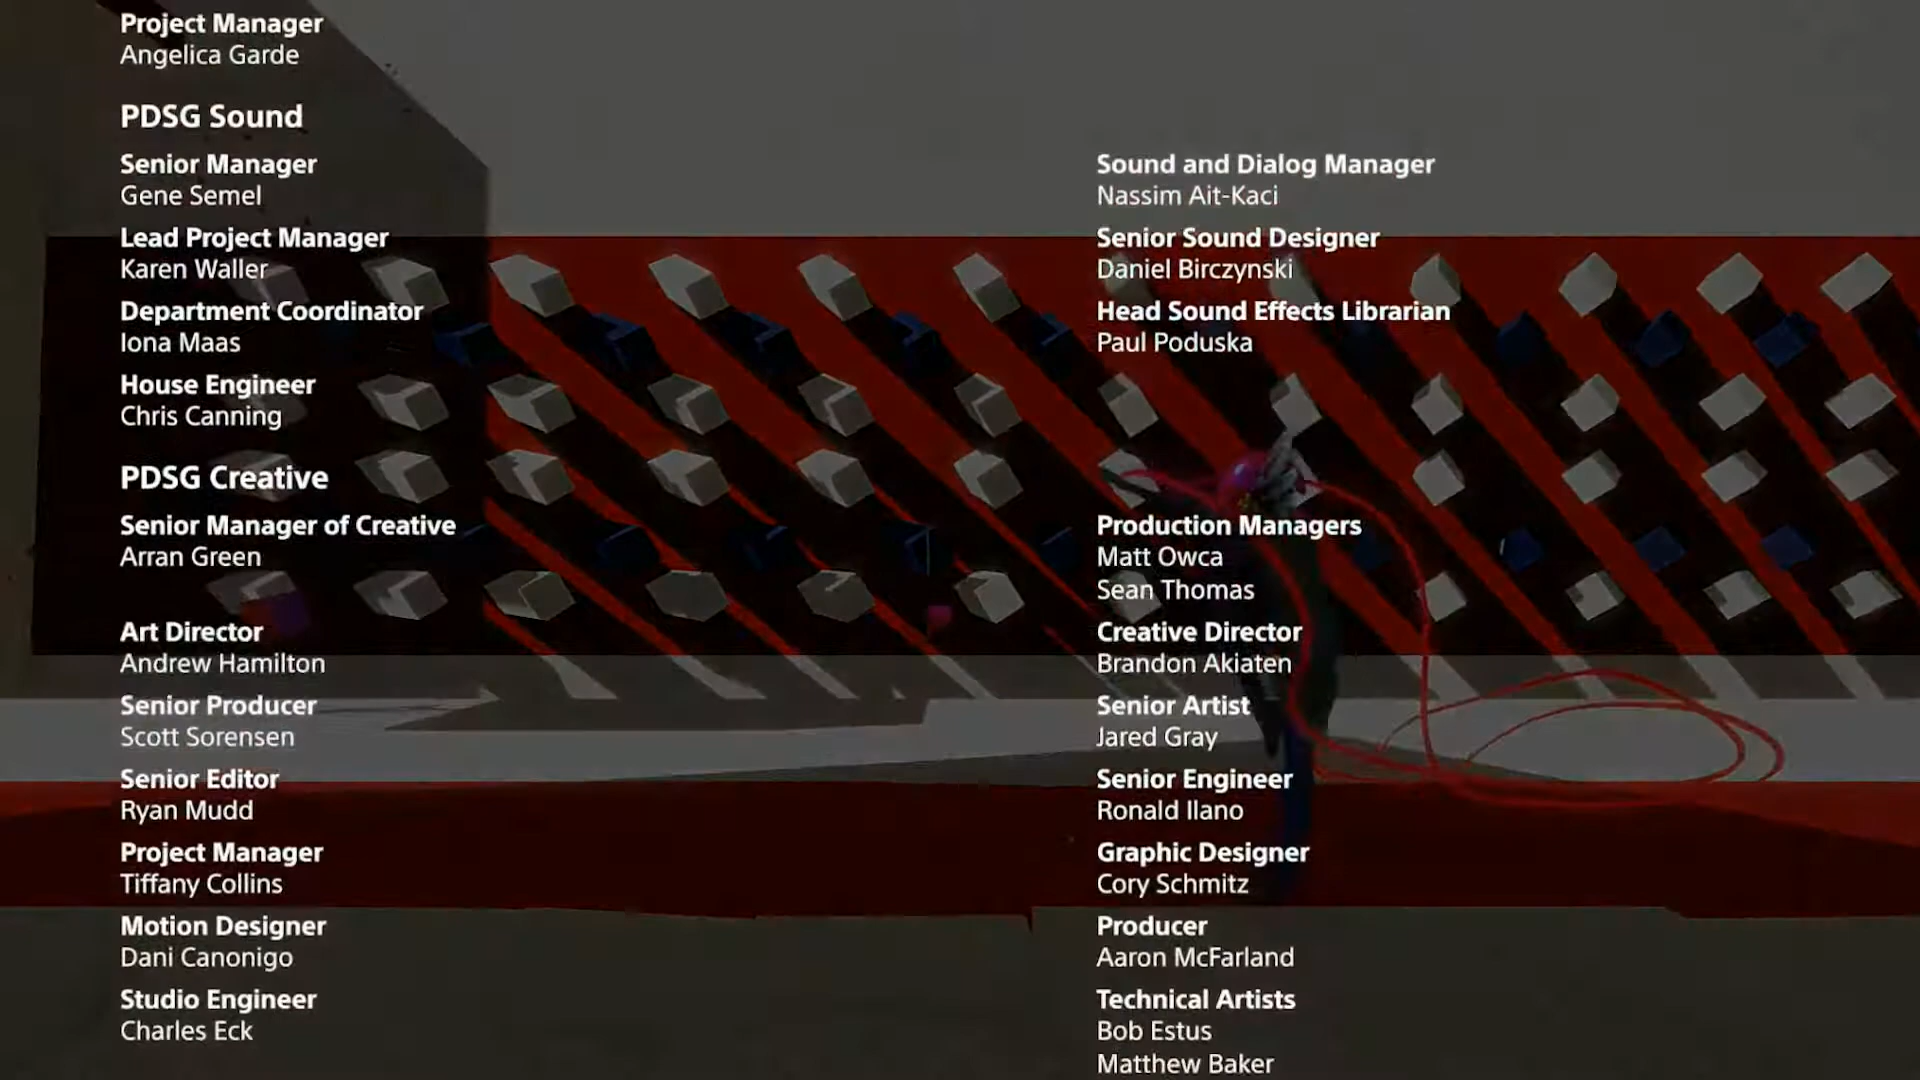 Project Manager
Angelica Garde
PDSG Sound
Senior Manager
Gene Semel
Sound and Dialog Manager
Nassim Ait-Kaci
Lead Project Manager
Karen Waller
Senior Sound Designer
Daniel Birczynski
Department Coordinator
Iona Maas
Head Sound Effects Librarian
Paul Poduska
House Engineer
Chris Canning
PDSG Creative
Senior Manager of Creative
Arran Green
Production Managers
Matt Owca
Sean Thomas
Art Director
Andrew Hamilton
Creative Director
Brandon Akiaten
Senior Producer
Scott Sorensen
Senior Artist
Jared Gray
Senior Editor
Ryan Mudd
Senior Engineer
Ronald Ilano
Project Manager
Tiffany Collins
Graphic Designer
Cory Schmitz
Motion Designer
Dani Canonigo
Producer
Aaron McFarland
Studio Engineer
Charles Eck
Technical Artists
Bob Estus
Matthew Baker